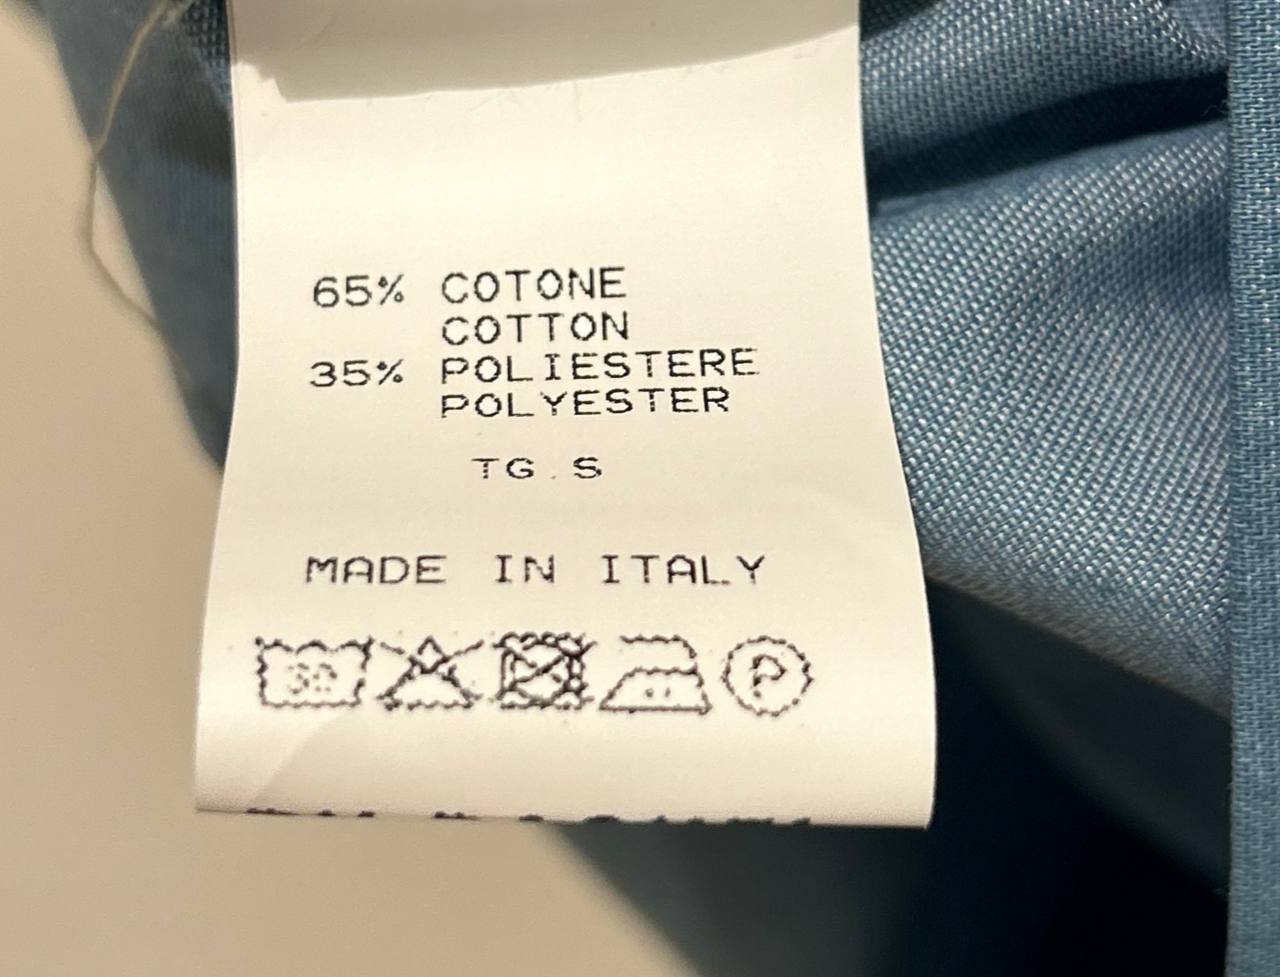 65% COTONE
COTTON
35% POLIESTERE
POLYESTER
TG.S
MADE IN ITALY
30 P